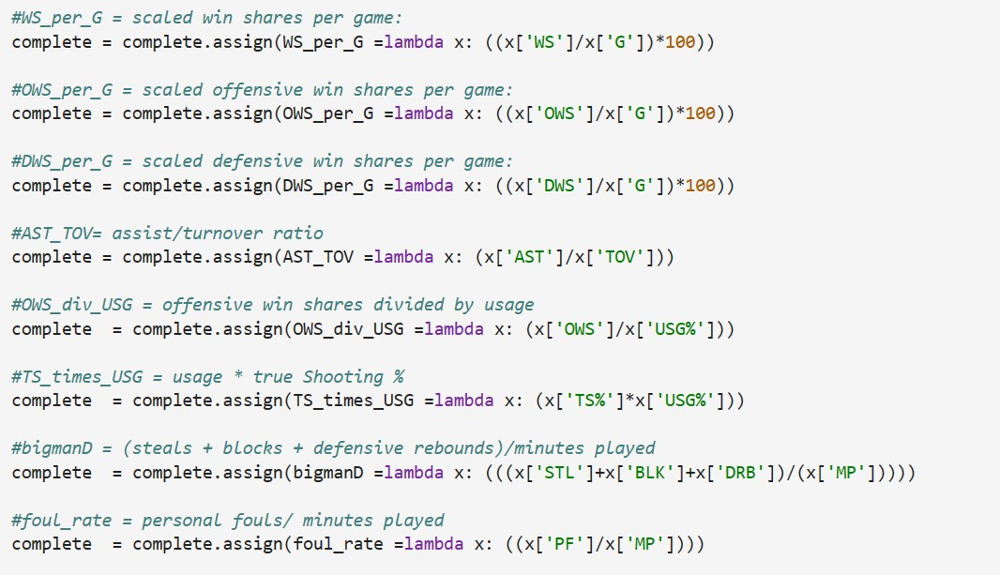 #WS_per_G = scaled win shares per game:
complete = complete.assign(WS_per_G =lambda x: ((x['WS']/x['G'])*100))
#OWS_per_G = scaled offensive win shares per game:
complete = complete.assign(OWS_per_G =lambda x: ((x['OWS']/x['G'])*100))
#DWS_per_G = scaled defensive win shares per game:
complete = complete.assign(DWS_per_G =lambda x: ((x['DWS']/x['G'])*100))
#AST_TOV= assist/turnover ratio
complete = complete.assign(AST_TOV =lambda x: (x['AST']/x['TOV']))
#OWS_div_USG = offensive win shares divided by usage
complete  = complete.assign(OWS_div_USG =lambda x: (x['OWS']/x['USG%']))
#TS_times_USG = usage * true Shooting %
complete  = complete.assign(TS_times_USG =lambda x: (x['TS%']*x['USG%']))
#bigmanD = (steals + blocks + defensive rebounds)/minutes played
complete  = complete.assign(bigmanD =lambda x: (((x['STL']+x['BLK']+x['DRB'])/(x['MP']))))
#foul_rate = personal fouls/ minutes played
complete  = complete.assign(foul_rate =lambda x: ((x['PF']/x['MP'])))